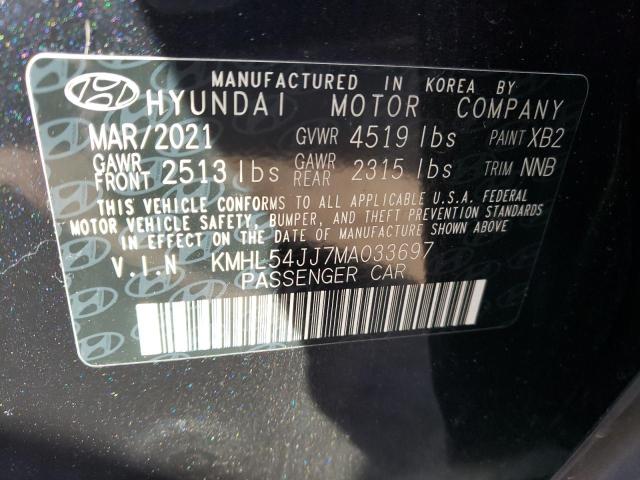 MANUFACTURED IN KOREA BY
HYUNDAI MOTOR COMPANY
MAR/2021 GVWR 4519 lbs PAINT XB2
GAWR FRONT 2513 lbs GAWR REAR 2315 lbs TRIM NNB
THIS VEHICLE CONFORMS TO ALL APPLICABLE U.S.A. FEDERAL
MOTOR VEHICLE SAFETY, BUMPER, AND THEFT PREVENTION STANDARDS
IN EFFECT ON THE DATE OF MANUFACTURE SHOWN ABOVE.
V.I.N KMHL54JJ7MA033697
PASSENGER CAR